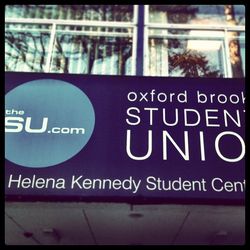 the
SU.com
oxford brook
STUDENT
UNIO
Helena Kennedy Student Cent